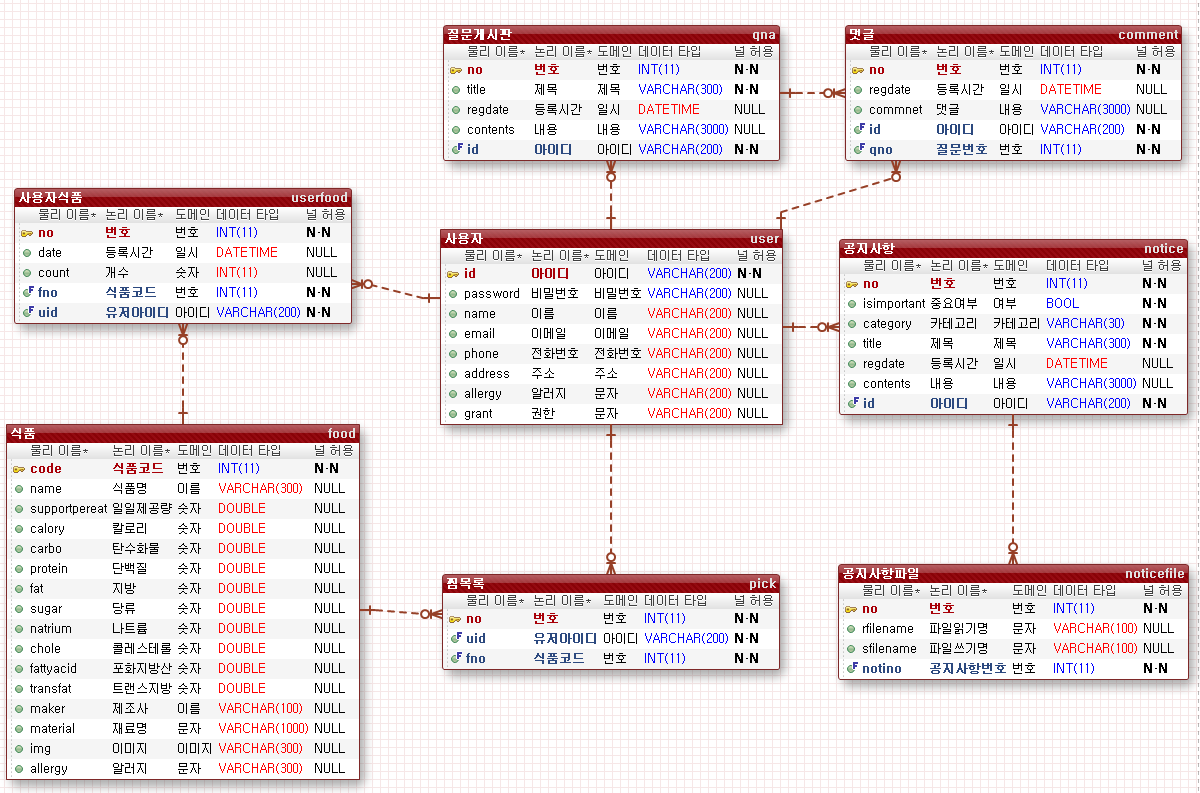 질문게시판 qna
물리 이름* 논리 이름* 도메인 데이터 타입 널 허용
no 번호 번호 INT(11) N-N
title 제목 제목 VARCHAR(300) N-N
regdate 등록시간 일시 DATETIME NULL
contents 내용 내용 VARCHAR(3000) NULL
id 아이디 아이디 VARCHAR(200) N-N
댓글 comment
물리 이름* 논리 이름* 도메인 데이터 타입 널 허용
no 번호 번호 INT(11) N-N
regdate 등록시간 일시 DATETIME NULL
commnet 댓글 내용 VARCHAR(3000) NULL
id 아이디 아이디 VARCHAR(200) N-N
qno 질문번호 번호 INT(11) N-N
사용자식품 userfood
물리 이름* 논리 이름* 도메인 데이터 타입 널 허용
no 번호 번호 INT(11) N-N
date 등록시간 일시 DATETIME NULL
count 개수 숫자 INT(11) NULL
fno 식품코드 번호 INT(11) N-N
uid 유저아이디 아이디 VARCHAR(200) N-N
사용자 user
물리 이름* 논리 이름* 도메인 데이터 타입 널 허용
id 아이디 아이디 VARCHAR(200) N-N
password 비밀번호 비밀번호 VARCHAR(200) NULL
name 이름 이름 VARCHAR(200) NULL
email 이메일 이메일 VARCHAR(200) NULL
phone 전화번호 전화번호 VARCHAR(200) NULL
address 주소 주소 VARCHAR(200) NULL
allergy 알러지 문자 VARCHAR(200) NULL
grant 권한 문자 VARCHAR(200) NULL
공지사항 notice
물리 이름* 논리 이름* 도메인 데이터 타입 널 허용
no 번호 번호 INT(11) N-N
isimportant 중요여부 여부 BOOL N-N
category 카테고리 카테고리 VARCHAR(30) N-N
title 제목 제목 VARCHAR(300) N-N
regdate 등록시간 일시 DATETIME NULL
contents 내용 내용 VARCHAR(3000) NULL
id 아이디 아이디 VARCHAR(200) N-N
식품 food
물리 이름* 논리 이름* 도메인 데이터 타입 널 허용
code 식품코드 번호 INT(11) N-N
name 식품명 이름 VARCHAR(300) NULL
supportpereat 일일제공량 숫자 DOUBLE NULL
calory 칼로리 숫자 DOUBLE NULL
carbo 탄수화물 숫자 DOUBLE NULL
protein 단백질 숫자 DOUBLE NULL
fat 지방 숫자 DOUBLE NULL
sugar 당류 숫자 DOUBLE NULL
natrium 나트륨 숫자 DOUBLE NULL
chole 콜레스테롤 숫자 DOUBLE NULL
fattyacid 포화지방산 숫자 DOUBLE NULL
transfat 트랜스지방 숫자 DOUBLE NULL
maker 제조사 이름 VARCHAR(100) NULL
material 재료명 문자 VARCHAR(1000) NULL
img 이미지 이미지 VARCHAR(300) NULL
allergy 알러지 문자 VARCHAR(300) NULL
찜목록 pick
물리 이름* 논리 이름* 도메인 데이터 타입 널 허용
no 번호 번호 INT(11) N-N
uid 유저아이디 아이디 VARCHAR(200) N-N
fno 식품코드 번호 INT(11) N-N
공지사항파일 noticefile
물리 이름* 논리 이름* 도메인 데이터 타입 널 허용
no 번호 번호 INT(11) N-N
rfilename 파일읽기명 문자 VARCHAR(100) NULL
sfilename 파일쓰기명 문자 VARCHAR(100) NULL
notino 공지사항번호 번호 INT(11) N-N